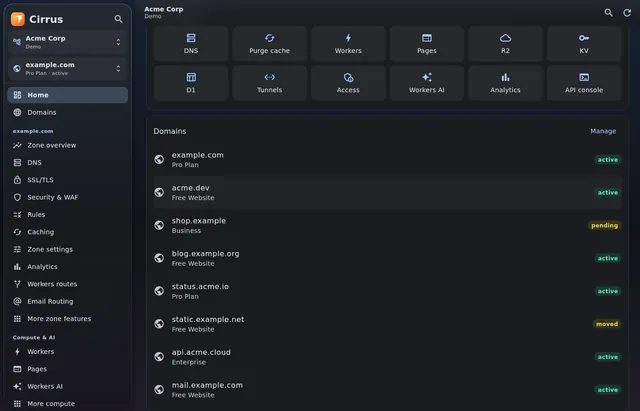 Cirrus
Acme Corp
Demo
example.com
Pro Plan · active
Home
Domains
example.com
Zone overview
DNS
SSL/TLS
Security & WAF
Rules
Caching
Zone settings
Analytics
Workers routes
Email Routing
More zone features
Compute & AI
Workers
Pages
Workers AI
More compute
Acme Corp
Demo
DNS
Purge cache
Workers
Pages
R2
KV
D1
Tunnels
Access
Workers AI
Analytics
API console
Domains
Manage
example.com
Pro Plan
active
acme.dev
Free Website
active
shop.example
Business
pending
blog.example.org
Free Website
active
status.acme.io
Pro Plan
active
static.example.net
Free Website
moved
api.acme.cloud
Enterprise
active
mail.example.com
Free Website
active